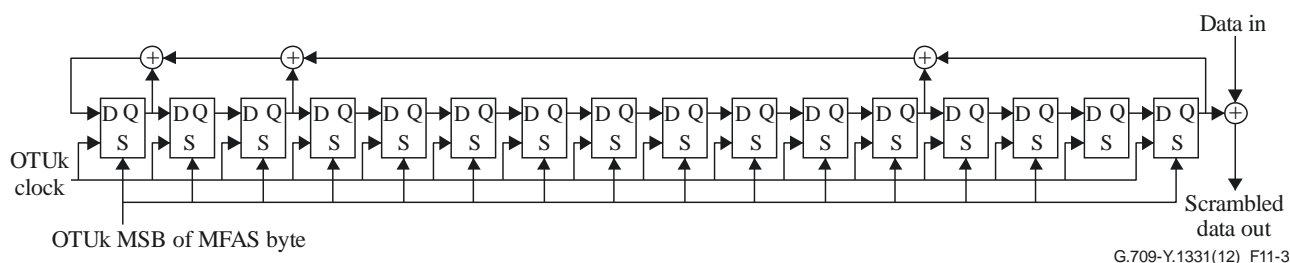 Data in
+ + + +
D Q D Q D Q D Q D Q D Q D Q D Q D Q D Q D Q D Q D Q D Q D Q D Q
S S S S S S S S S S S S S S S S
OTUk
clock
OTUk MSB of MFAS byte
Scrambled
data out
G.709-Y.1331(12)_F11-3